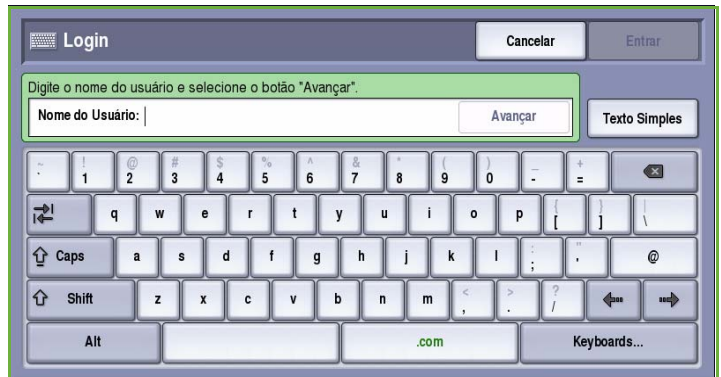 Login Cancelar Entrar
Digite o nome do usuário e selecione o botão "Avançar".
Nome do Usuário: Avançar Texto Simples
~ ` ! 1 @ 2 # 3 $ 4 % 5 ^ 6 & 7 * 8 ( 9 ) 0 _ - + =
q w e r t y u i o p { [ } ] | \
Caps a s d f g h j k l : ; " ' @
Shift z x c v b n m < , > . ? /
Alt .com Keyboards...